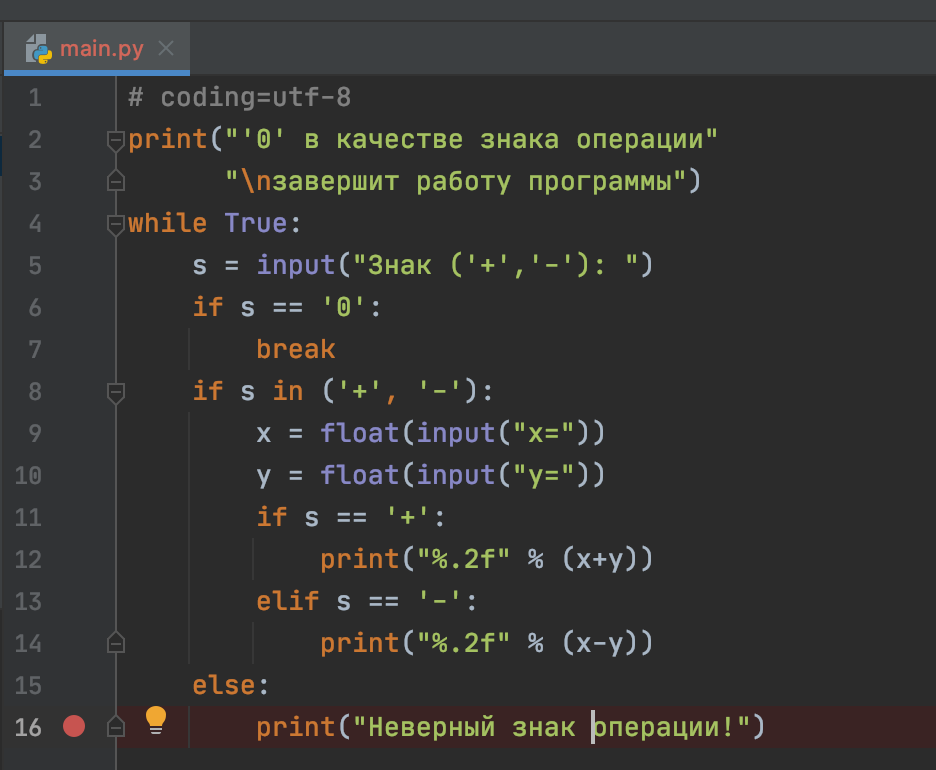 main.py
1 # coding=utf-8
2 print("'0' в качестве знака операции"
3       "\nзавершит работу программы")
4 while True:
5     s = input("Знак ('+','-'): ")
6     if s == '0':
7         break
8     if s in ('+', '-'):
9         x = float(input("x="))
10         y = float(input("y="))
11         if s == '+':
12             print("%.2f" % (x+y))
13         elif s == '-':
14             print("%.2f" % (x-y))
15     else:
16         print("Неверный знак операции!")